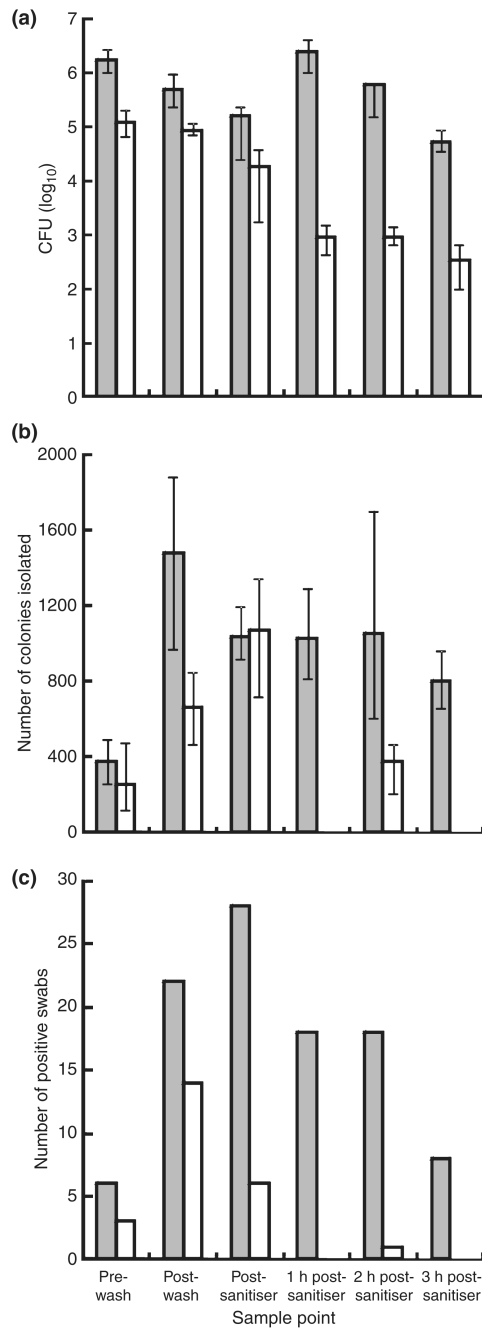 (a)
7
6
5
4
3
2
1
0
CFU (log10)
(b)
2000
1600
1200
800
400
0
Number of colonies isolated
(c)
30
25
20
15
10
5
0
Number of positive swabs
Pre-
wash
Post-
wash
Post-
sanitiser
1 h post-
sanitiser
2 h post-
sanitiser
3 h post-
sanitiser
Sample point